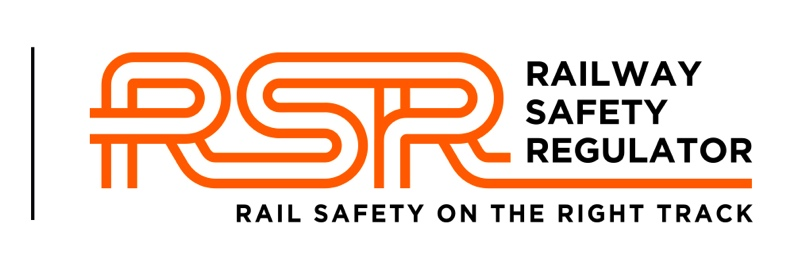 RSR
RAILWAY
SAFETY
REGULATOR
RAIL SAFETY ON THE RIGHT TRACK